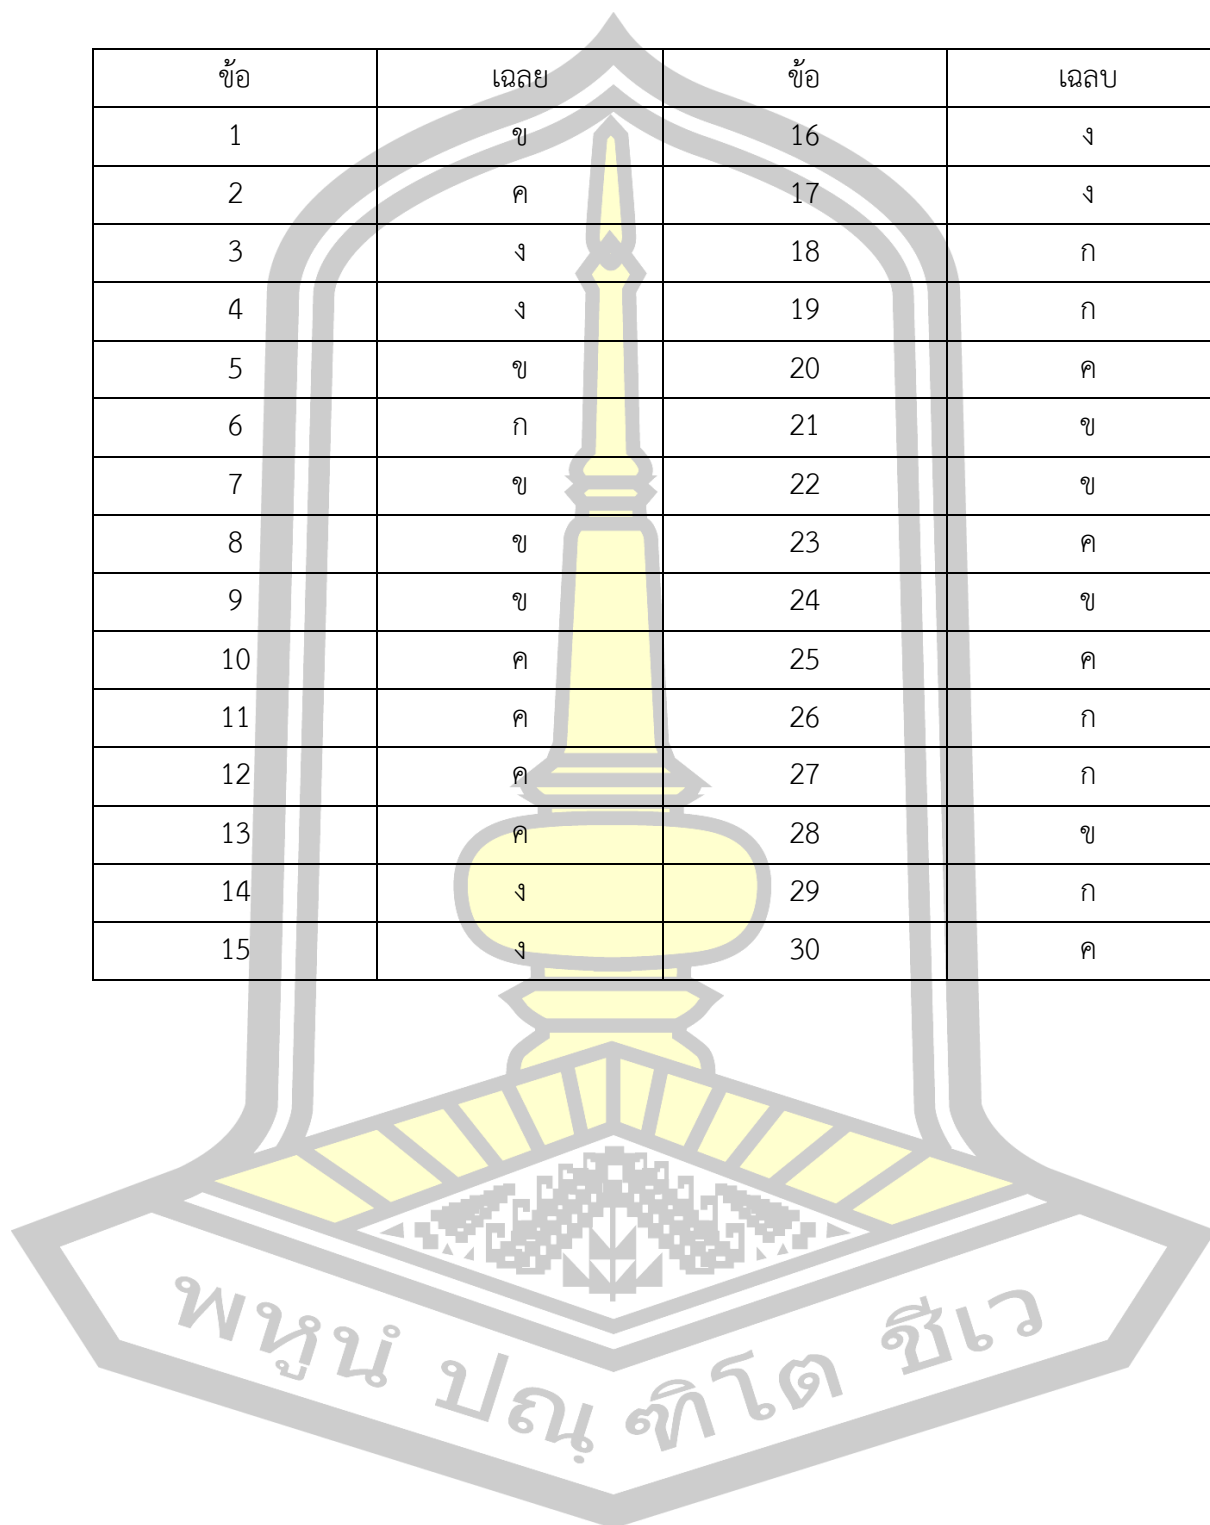 ข้อ เฉลย ข้อ เฉลบ
1 ข 16 ง
2 ค 17 ง
3 ง 18 ก
4 ง 19 ก
5 ข 20 ค
6 ก 21 ข
7 ข 22 ข
8 ข 23 ค
9 ข 24 ข
10 ค 25 ค
11 ค 26 ก
12 ค 27 ก
13 ค 28 ข
14 ง 29 ก
15 ง 30 ค
พหูนํ ปณฺฑิโต ชีเว